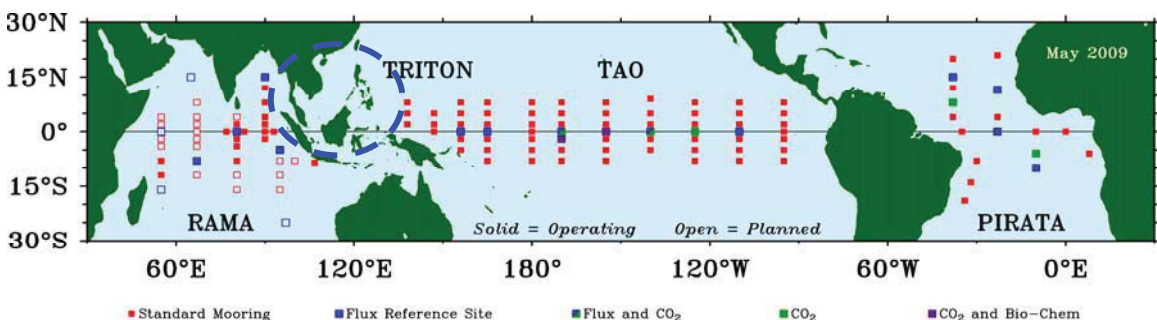 30°N
May 2009
TRITON TAO
15°N
0°
15°S
RAMA PIRATA
Solid = Operating Open = Planned
30°S
60°E 120°E 180° 120°W 60°W 0°E
Standard Mooring Flux Reference Site Flux and CO₂ CO₂ CO₂ and Bio-Chem